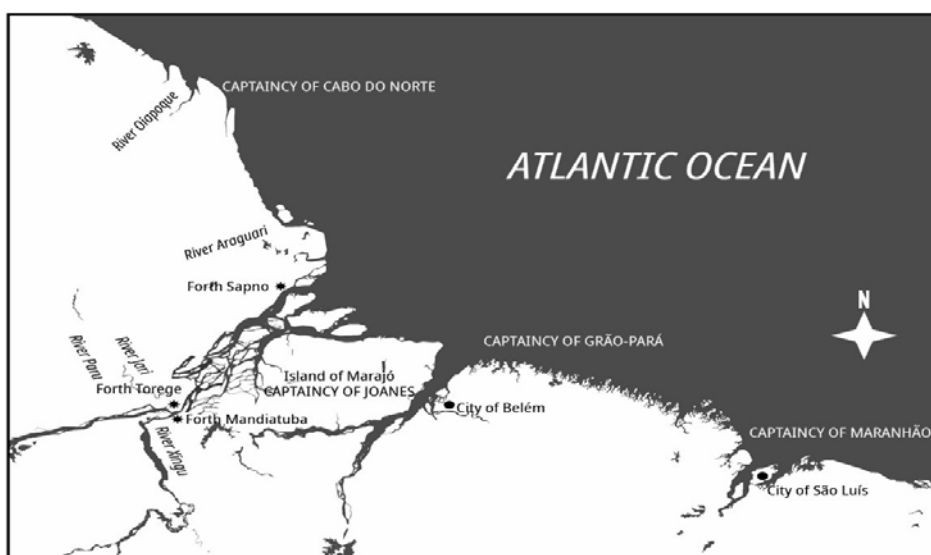 CAPTAINCY OF CABO DO NORTE
River Oiapoque
ATLANTIC OCEAN
River Araguari
Forth Sapno
N
CAPTAINCY OF GRÃO-PARÁ
River Paru
River Jari
Island of Marajó
CAPTAINCY OF JOANES
Forth Torege
City of Belém
Forth Mandiatuba
River Xingu
CAPTAINCY OF MARANHÃO
City of São Luís